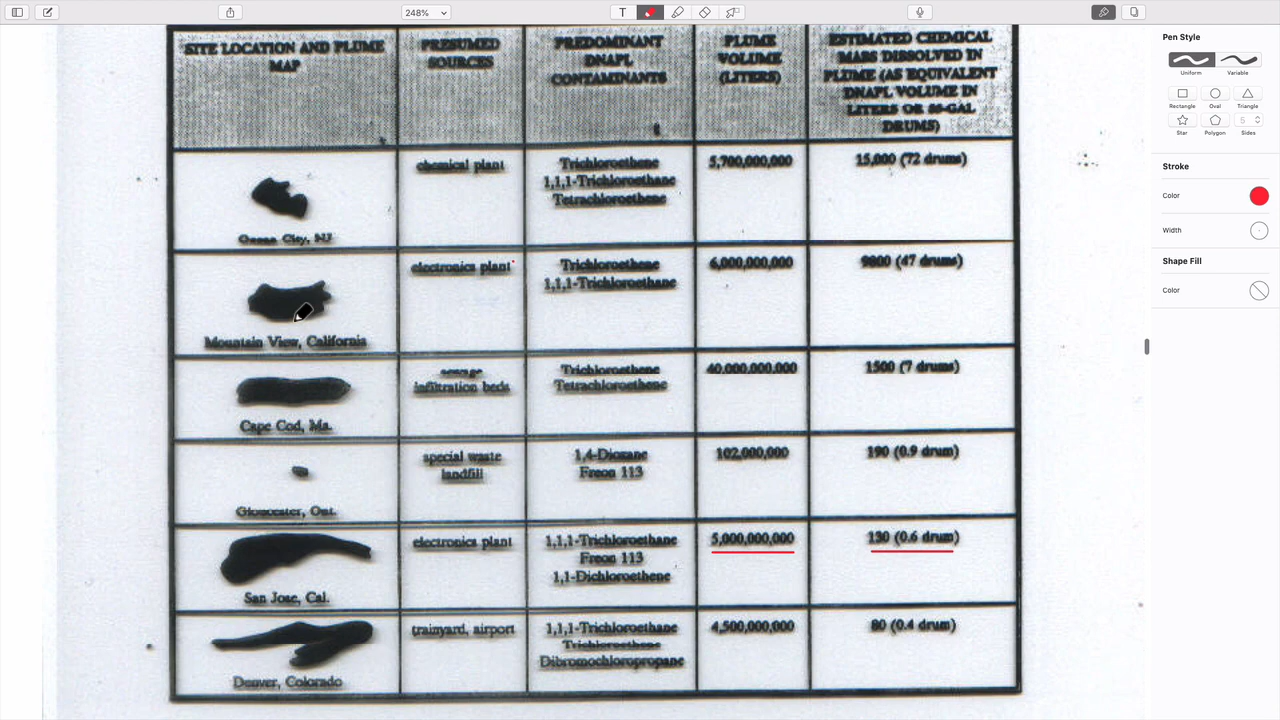 248%
T
SITE LOCATION AND PLUME
MAP
PRESUMED
SOURCES
PREDOMINANT
DNAPL
CONTAMINANTS
PLUME
VOLUME
(LITERS)
ESTIMATED CHEMICAL
MASS DISSOLVED IN
PLUME (AS EQUIVALENT
DNAPL VOLUME IN
LITERS OR 55-GAL
DRUMS)
Ocean City, NJ
chemical plant
Trichloroethene
1,1,1-Trichloroethane
Tetrachloroethene
5,700,000,000
15,000 (72 drums)
Mountain View, California
electronics plant
Trichloroethene
1,1,1-Trichloroethane
6,000,000,000
9800 (47 drums)
Cape Cod, Ma.
sewage
infiltration beds
Trichloroethene
Tetrachloroethene
40,000,000,000
1500 (7 drums)
Gloucester, Ont.
special waste
landfill
1,4-Dioxane
Freon 113
102,000,000
190 (0.9 drum)
San Jose, Cal.
electronics plant
1,1,1-Trichloroethane
Freon 113
1,1-Dichloroethene
5,000,000,000
130 (0.6 drum)
Denver, Colorado
trainyard, airport
1,1,1-Trichloroethane
Trichloroethene
Dibromochloropropane
4,500,000,000
80 (0.4 drum)
Pen Style
Uniform Variable
Rectangle Oval Triangle
5
Star Polygon Sides
Stroke
Color
Width
Shape Fill
Color